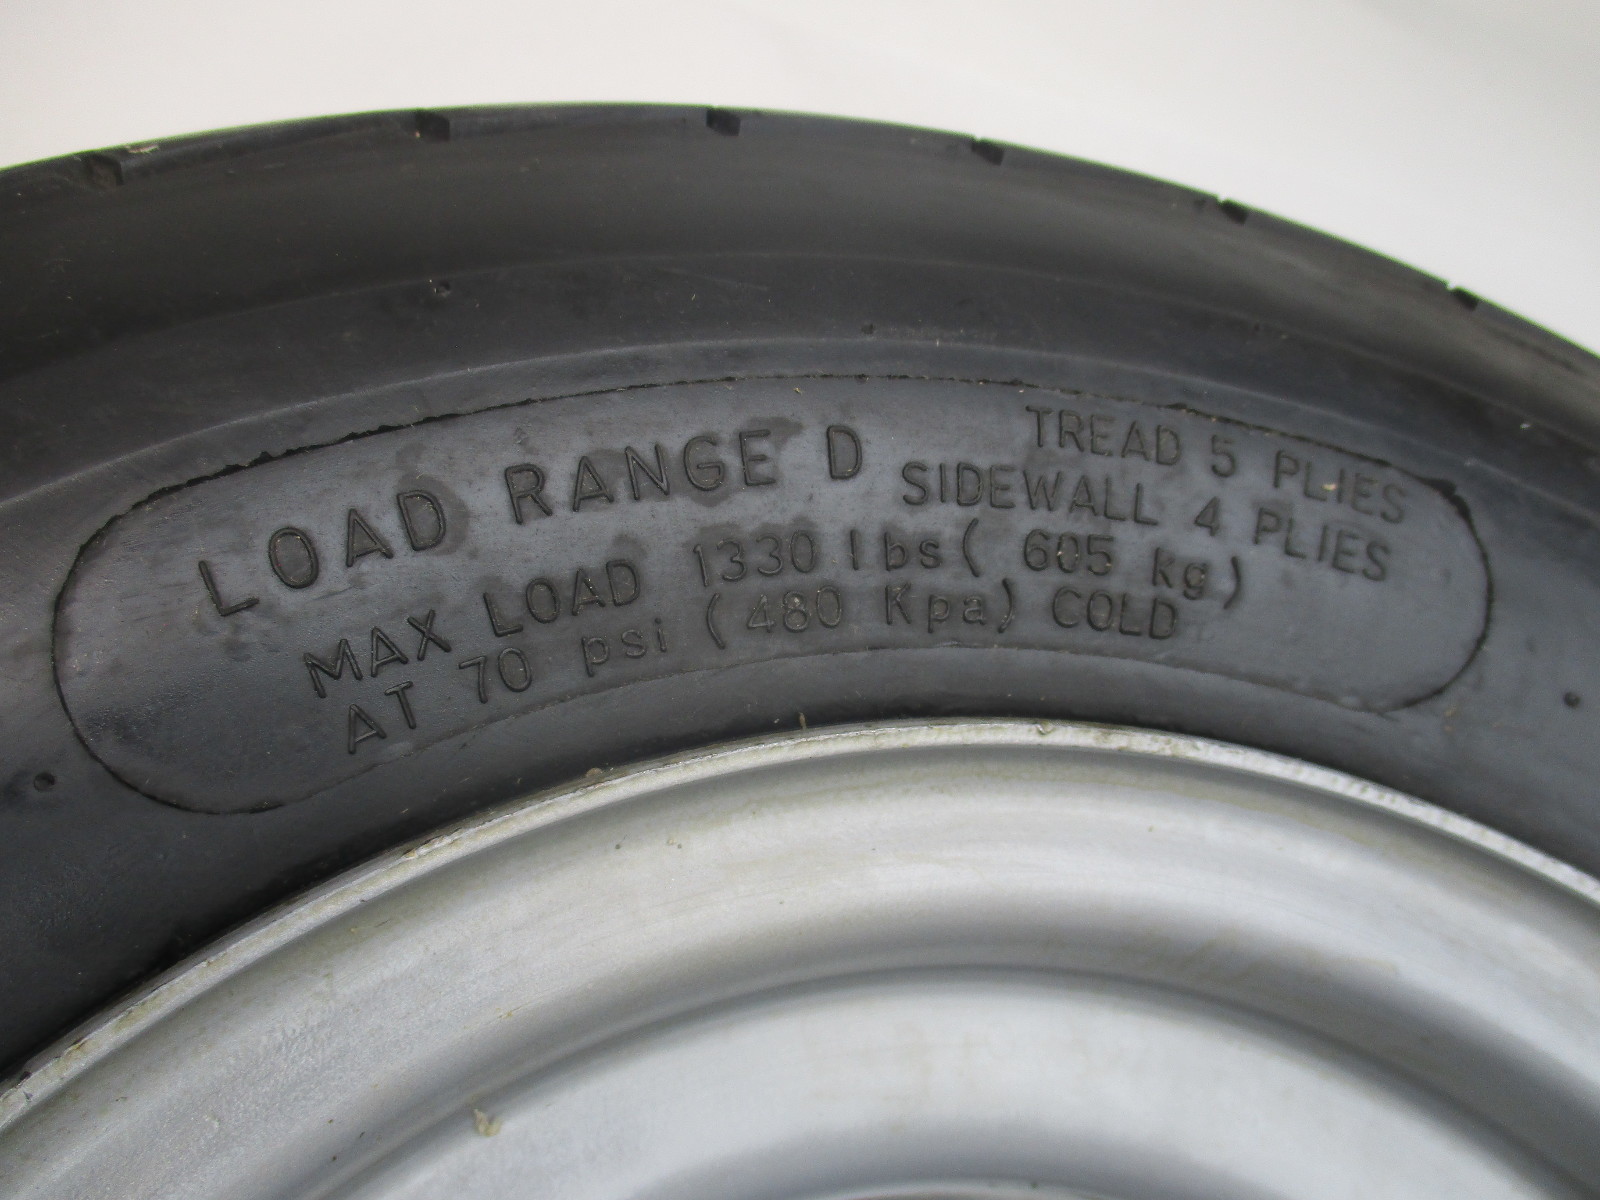 LOAD RANGE D
TREAD 5 PLIES
SIDEWALL 4 PLIES
MAX LOAD 1330 lbs ( 605 kg )
AT 70 psi ( 480 Kpa ) COLD